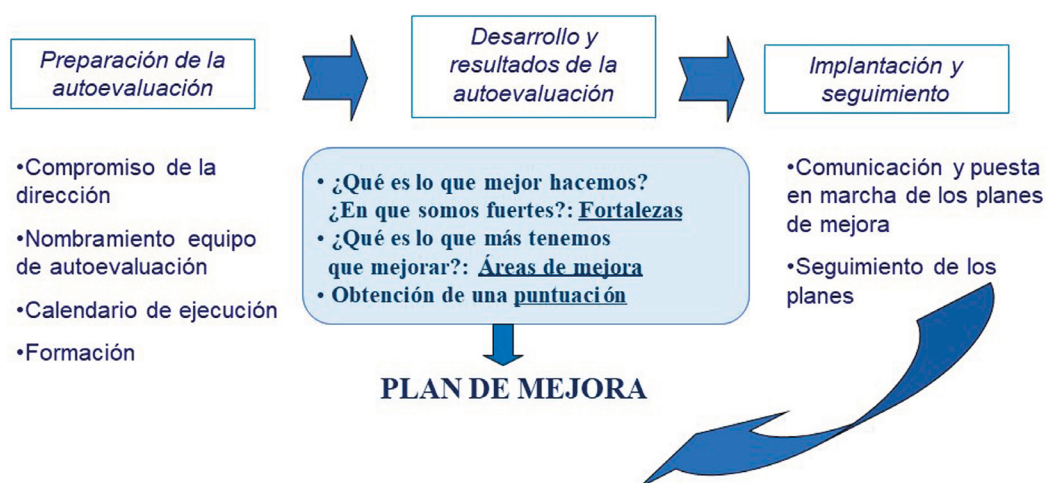 Preparación de la
autoevaluación
Desarrollo y
resultados de la
autoevaluación
Implantación y
seguimiento
•Compromiso de la
dirección
•Nombramiento equipo
de autoevaluación
•Calendario de ejecución
•Formación
• ¿Qué es lo que mejor hacemos?
¿En que somos fuertes?: Fortalezas
• ¿Qué es lo que más tenemos
que mejorar?: Áreas de mejora
• Obtención de una puntuación
PLAN DE MEJORA
•Comunicación y puesta
en marcha de los planes
de mejora
•Seguimiento de los
planes